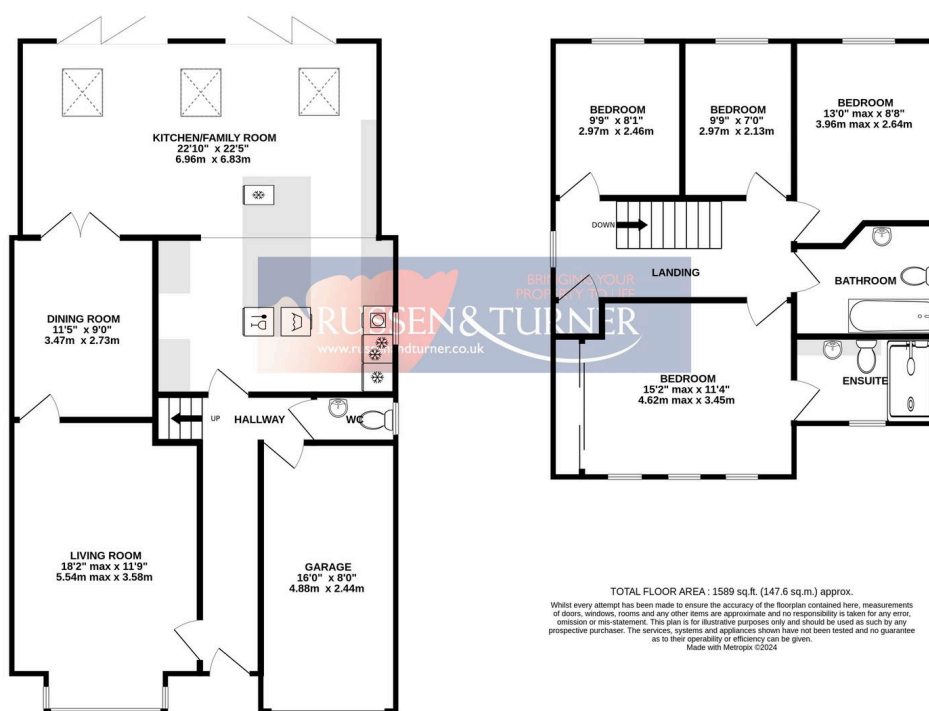 KITCHEN/FAMILY ROOM
22'10" x 22'5"
6.96m x 6.83m
DINING ROOM
11'5" x 9'0"
3.47m x 2.73m
UP
HALLWAY
WC
LIVING ROOM
18'2" max x 11'9"
5.54m max x 3.58m
GARAGE
16'0" x 8'0"
4.88m x 2.44m
BEDROOM
9'9" x 8'1"
2.97m x 2.46m
BEDROOM
9'9" x 7'0"
2.97m x 2.13m
BEDROOM
13'0" max x 8'8"
3.96m max x 2.64m
DOWN
LANDING
BATHROOM
BEDROOM
15'2" max x 11'4"
4.62m max x 3.45m
ENSUITE
BRINGING YOUR
PROPERTY TO LIFE
RUSSEN & TURNER
www.russenandturner.co.uk
TOTAL FLOOR AREA : 1589 sq.ft. (147.6 sq.m.) approx.
Whilst every attempt has been made to ensure the accuracy of the floorplan contained here, measurements
of doors, windows, rooms and any other items are approximate and no responsibility is taken for any error,
omission or mis-statement. This plan is for illustrative purposes only and should be used as such by any
prospective purchaser. The services, systems and appliances shown have not been tested and no guarantee
as to their operability or efficiency can be given.
Made with Metropix ©2024